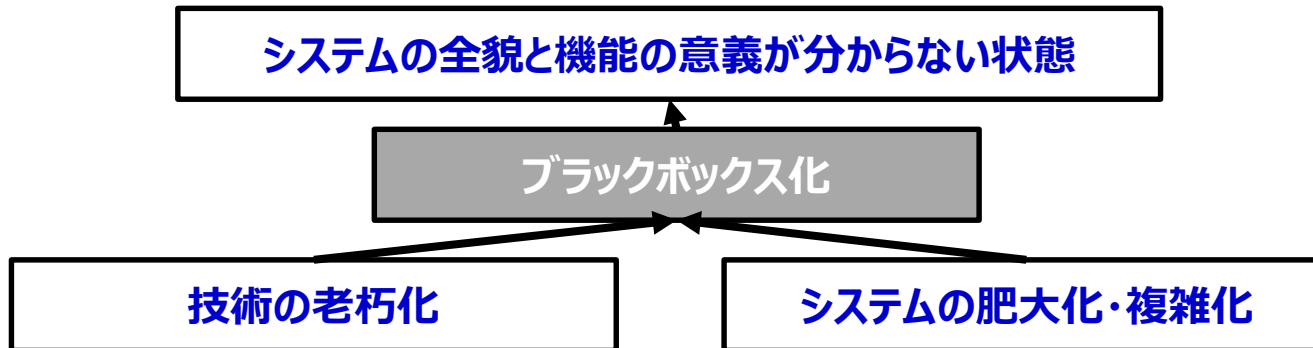 システムの全貌と機能の意義が分からない状態
ブラックボックス化
技術の老朽化
システムの肥大化・複雑化